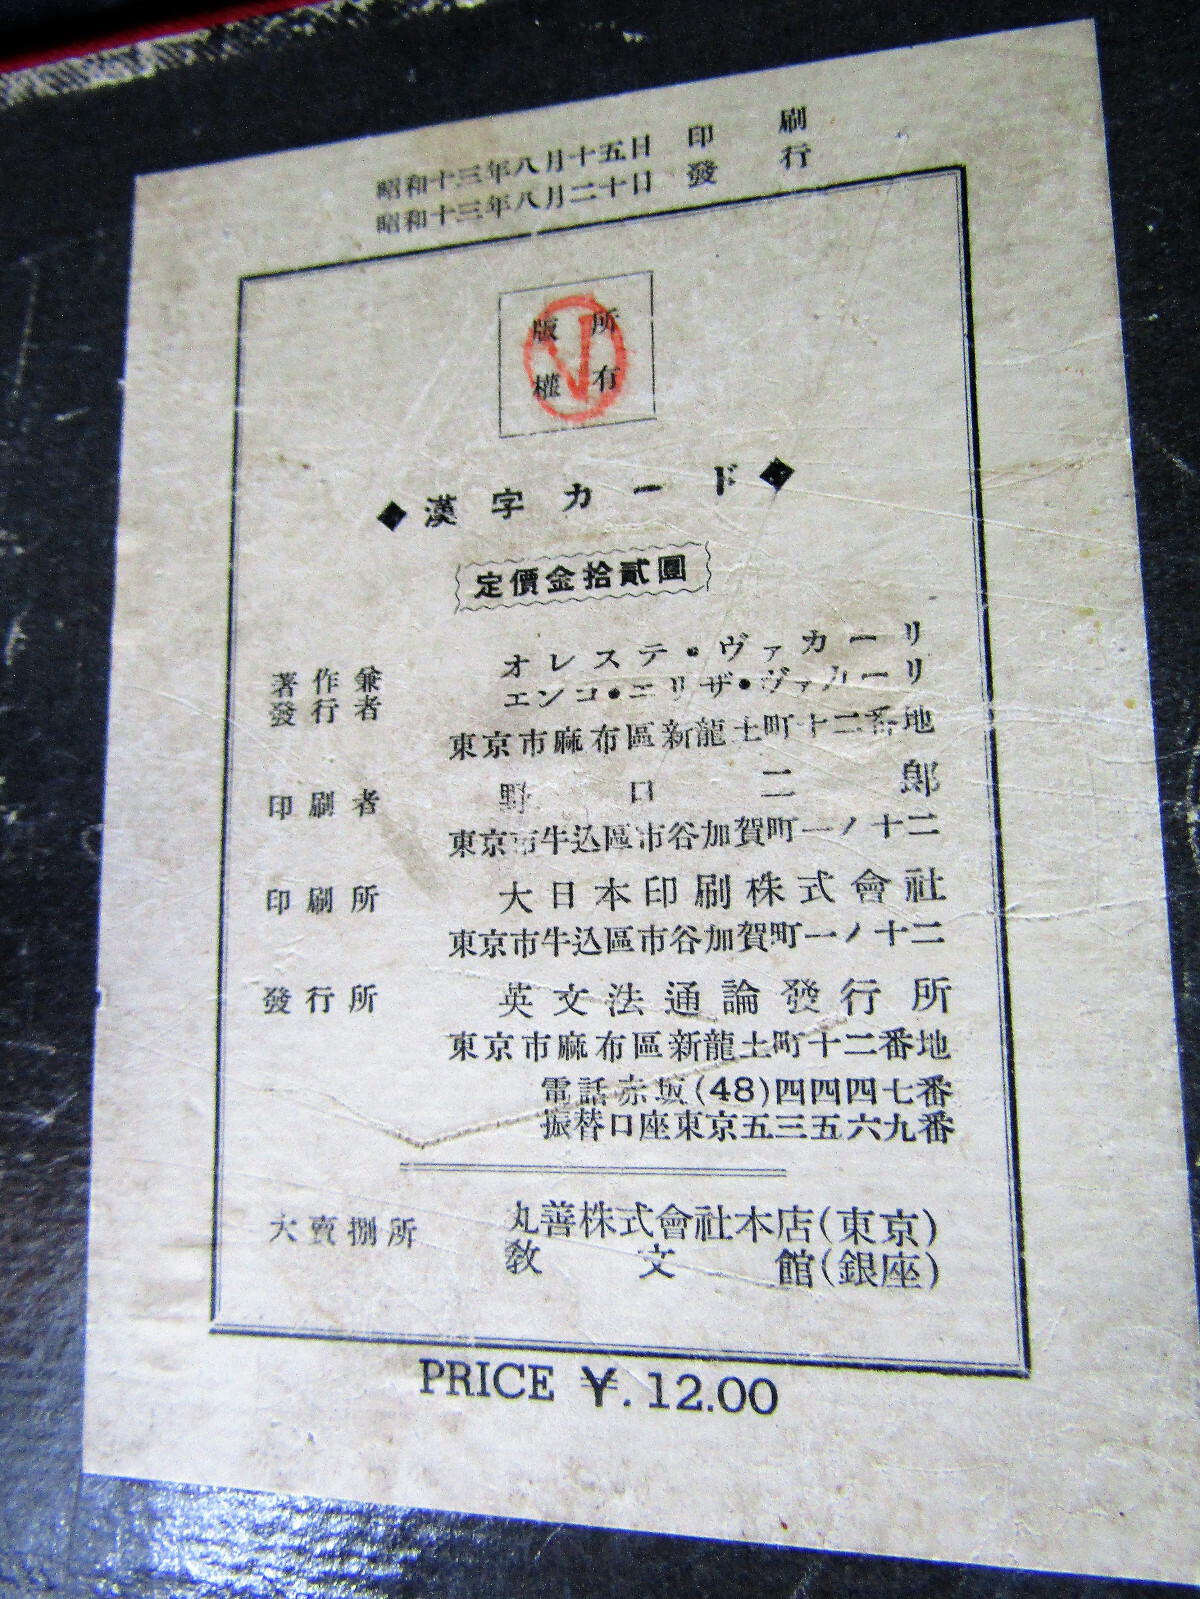 昭和十三年八月十五日 印刷
昭和十三年八月二十日 發行
版權所有
◆漢字カード◆
定價金拾貳圓
著作兼發行者
オレステ・ヴァカーリ
エンコ・エリザ・ヴァカーリ
東京市麻布區新龍土町十二番地
印刷者 野口二郎
東京市牛込區市谷加賀町一ノ十二
印刷所 大日本印刷株式會社
東京市牛込區市谷加賀町一ノ十二
發行所 英文法通論發行所
東京市麻布區新龍土町十二番地
電話赤坂(48)四四四七番
振替口座東京五三五六九番
大賣捌所 丸善株式會社本店(東京)
敎文館(銀座)
PRICE ¥. 12.00